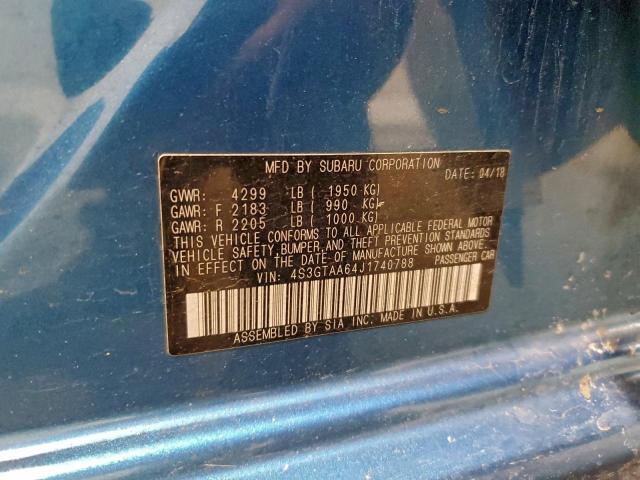 MFD BY SUBARU CORPORATION
DATE: 04/18
GVWR: 4299 LB ( 1950 KG)
GAWR: F 2183 LB ( 990 KG)
GAWR: R 2205 LB ( 1000 KG)
THIS VEHICLE CONFORMS TO ALL APPLICABLE FEDERAL MOTOR
VEHICLE SAFETY, BUMPER, AND THEFT PREVENTION STANDARDS
IN EFFECT ON THE DATE OF MANUFACTURE SHOWN ABOVE.
VIN: 4S3GTAA64J1740788 PASSENGER CAR
ASSEMBLED BY SIA INC. MADE IN U.S.A.